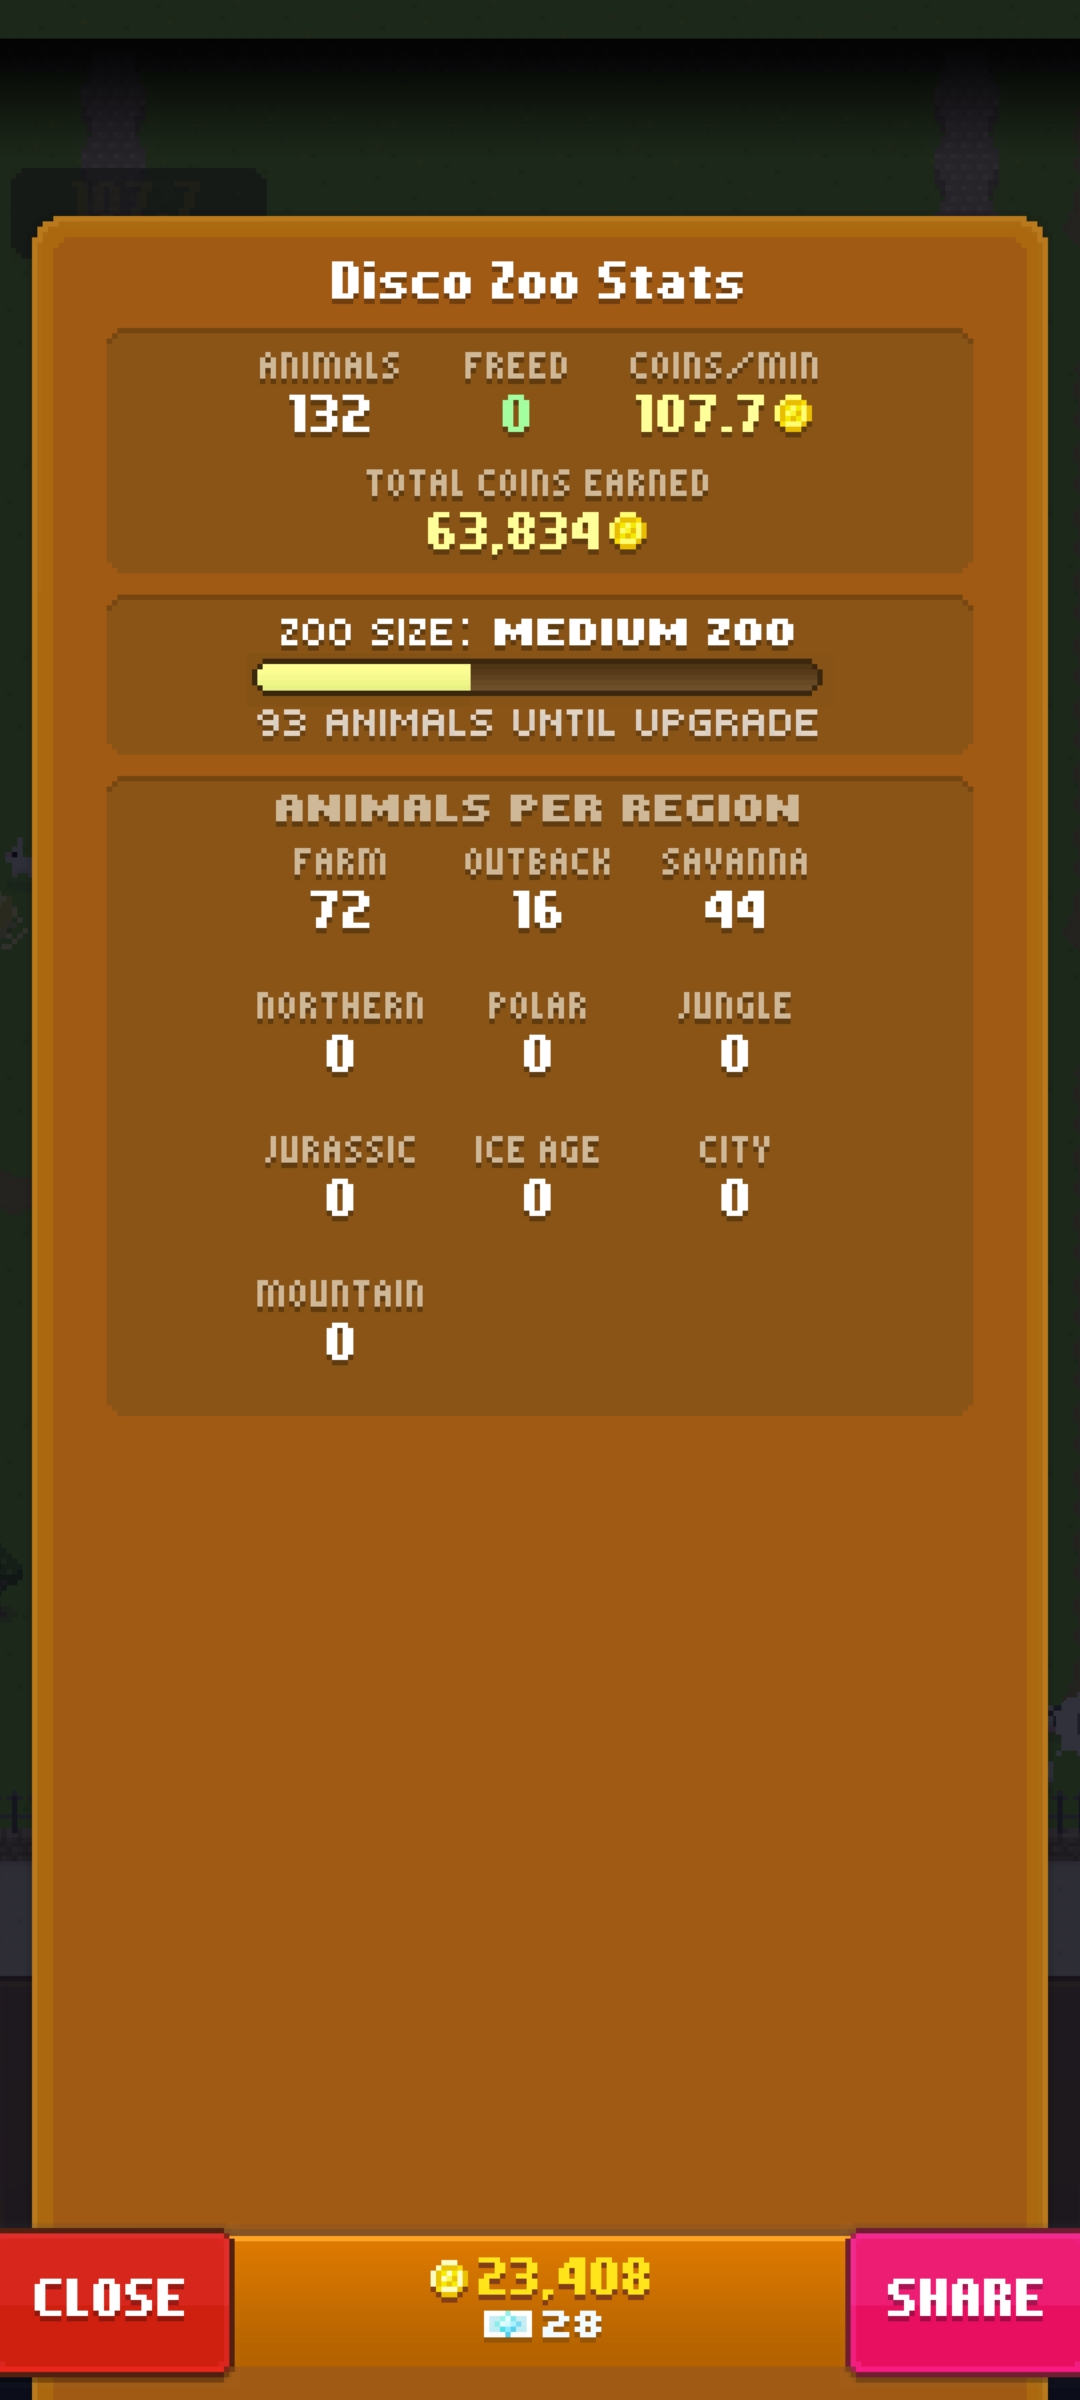 107.7
Disco Zoo Stats
ANIMALS FREED COINS/MIN
132 0 107.7
TOTAL COINS EARNED
63,834
ZOO SIZE: MEDIUM ZOO
93 ANIMALS UNTIL UPGRADE
ANIMALS PER REGION
FARM OUTBACK SAVANNA
72 16 44
NORTHERN POLAR JUNGLE
0 0 0
JURASSIC ICE AGE CITY
0 0 0
MOUNTAIN
0
CLOSE 23,408 SHARE
28